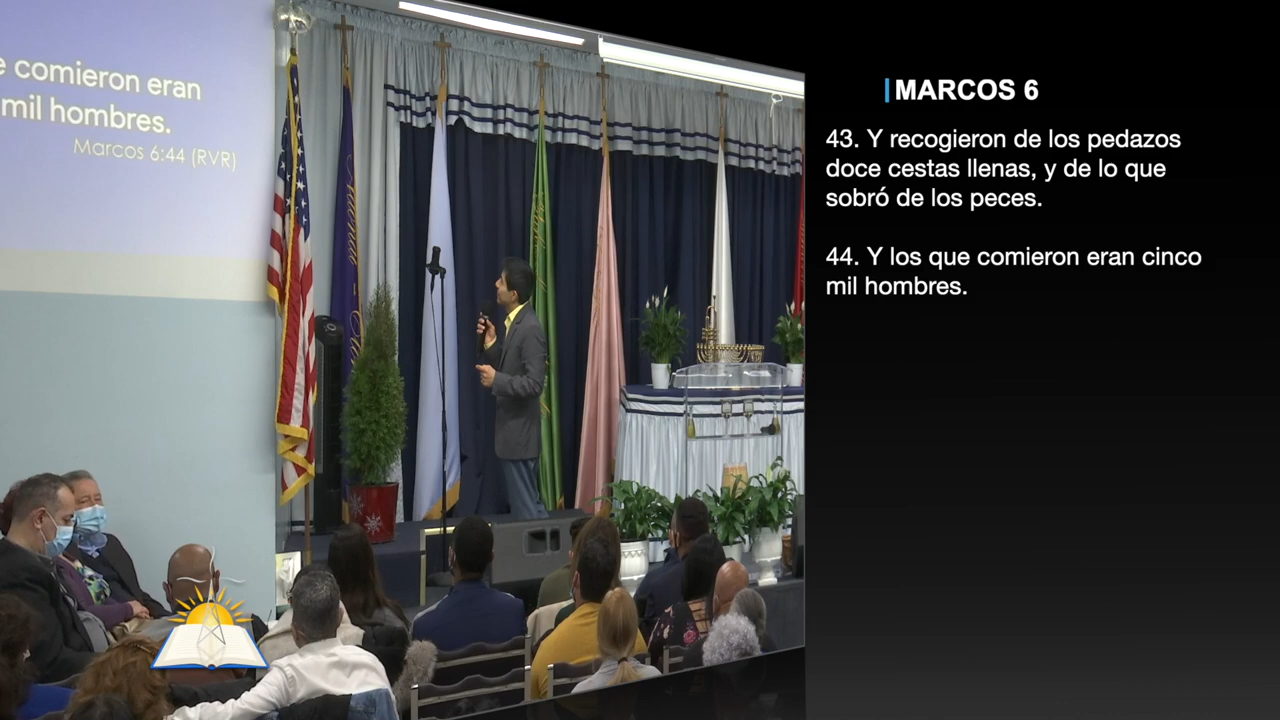 e comieron eran
mil hombres.
Marcos 6:44 (RVR)
MARCOS 6
43. Y recogieron de los pedazos
doce cestas llenas, y de lo que
sobró de los peces.
44. Y los que comieron eran cinco
mil hombres.